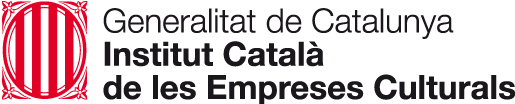 Generalitat de Catalunya
Institut Català
de les Empreses Culturals